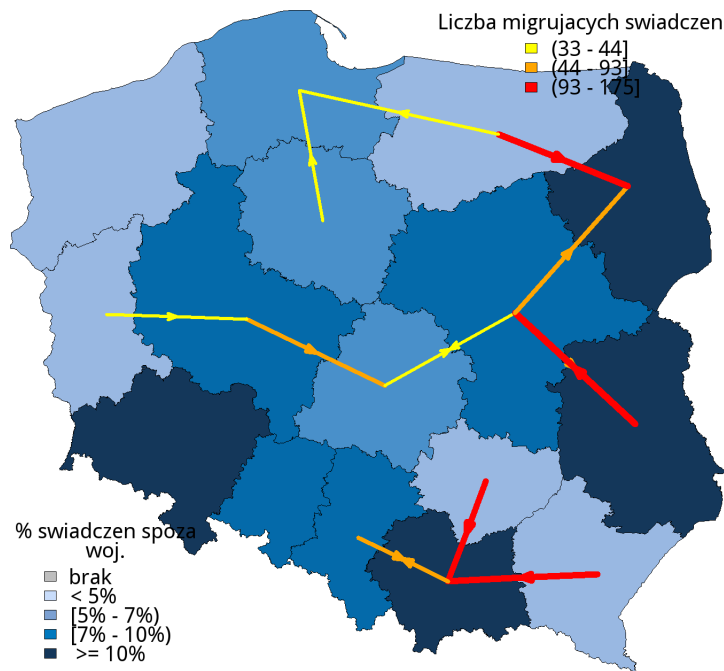 Liczba migrujacych swiadczen
(33 - 44]
(44 - 93]
(93 - 175]
% swiadczen spoza
woj.
brak
< 5%
[5% - 7%)
[7% - 10%)
>= 10%